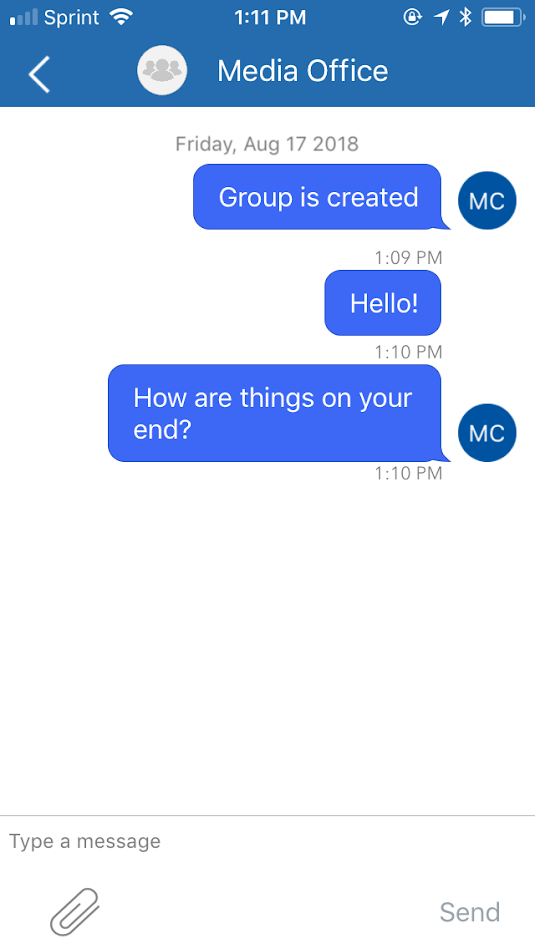 Sprint 1:11 PM
Media Office
Friday, Aug 17 2018
Group is created
MC
1:09 PM
Hello!
1:10 PM
How are things on your
end?
MC
1:10 PM
Type a message
Send